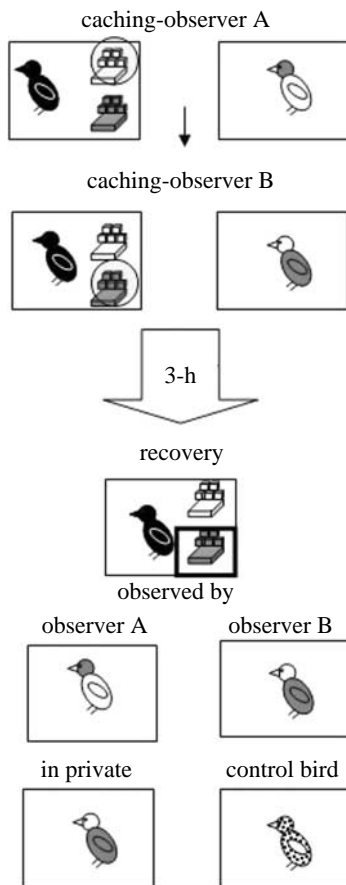 caching-observer A
caching-observer B
3-h
recovery
observed by
observer A observer B
in private control bird